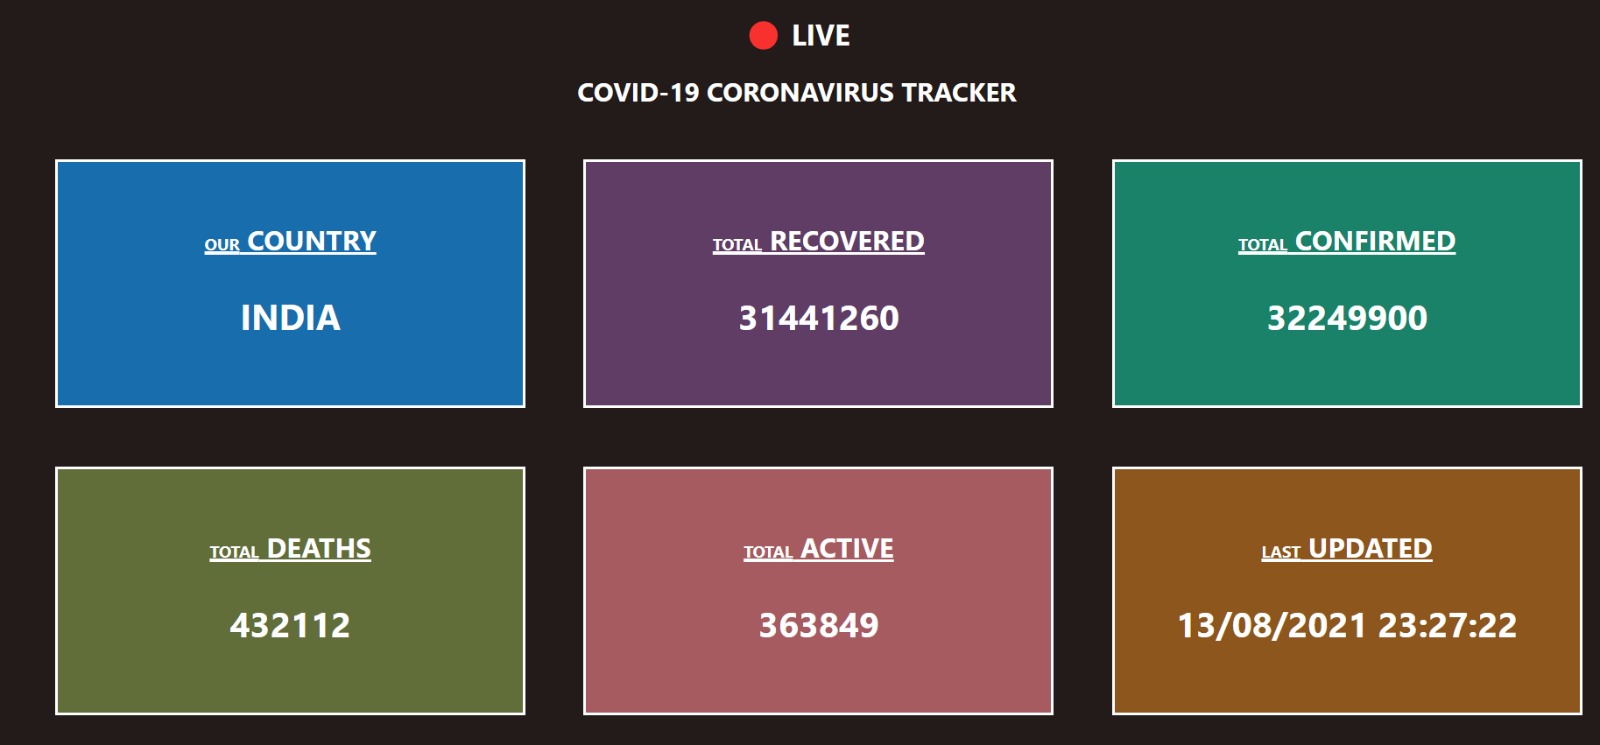 LIVE
COVID-19 CORONAVIRUS TRACKER
OUR COUNTRY
INDIA
TOTAL RECOVERED
31441260
TOTAL CONFIRMED
32249900
TOTAL DEATHS
432112
TOTAL ACTIVE
363849
LAST UPDATED
13/08/2021 23:27:22